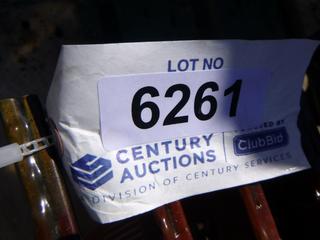 LOT NO
6261
CENTURY
AUCTIONS
ClubBid
DIVISION OF CENTURY SERVICES